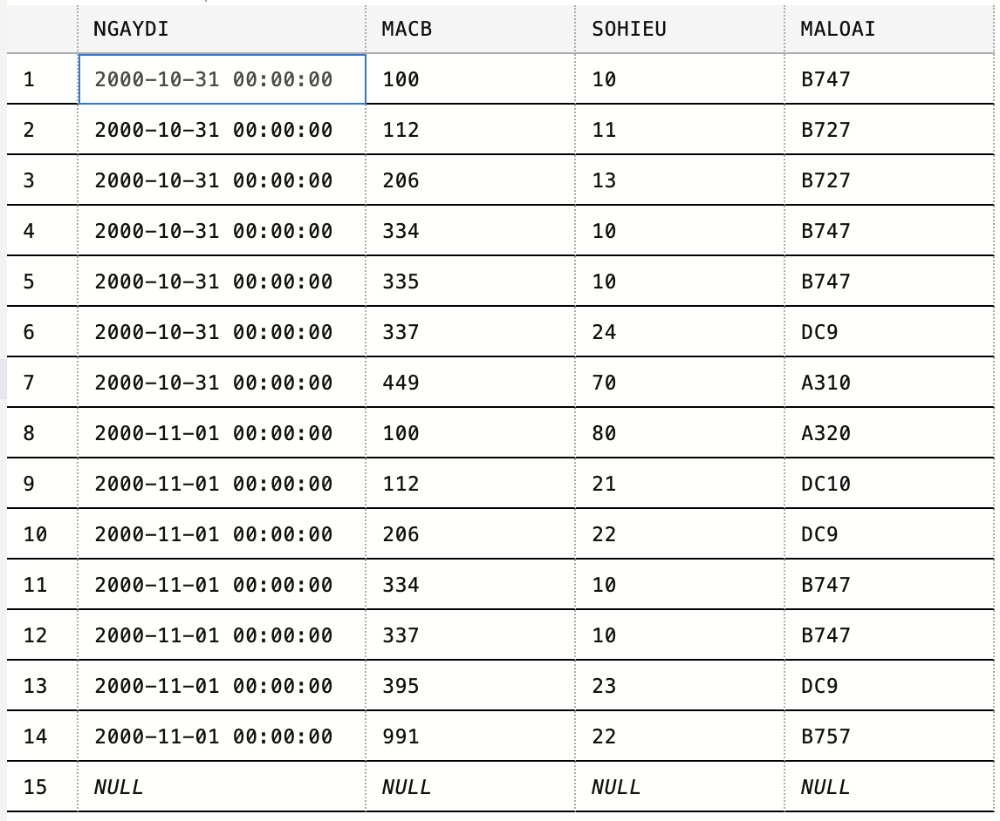 NGAYDI MACB SOHIEU MALOAI
1 2000-10-31 00:00:00 100 10 B747
2 2000-10-31 00:00:00 112 11 B727
3 2000-10-31 00:00:00 206 13 B727
4 2000-10-31 00:00:00 334 10 B747
5 2000-10-31 00:00:00 335 10 B747
6 2000-10-31 00:00:00 337 24 DC9
7 2000-10-31 00:00:00 449 70 A310
8 2000-11-01 00:00:00 100 80 A320
9 2000-11-01 00:00:00 112 21 DC10
10 2000-11-01 00:00:00 206 22 DC9
11 2000-11-01 00:00:00 334 10 B747
12 2000-11-01 00:00:00 337 10 B747
13 2000-11-01 00:00:00 395 23 DC9
14 2000-11-01 00:00:00 991 22 B757
15 NULL NULL NULL NULL